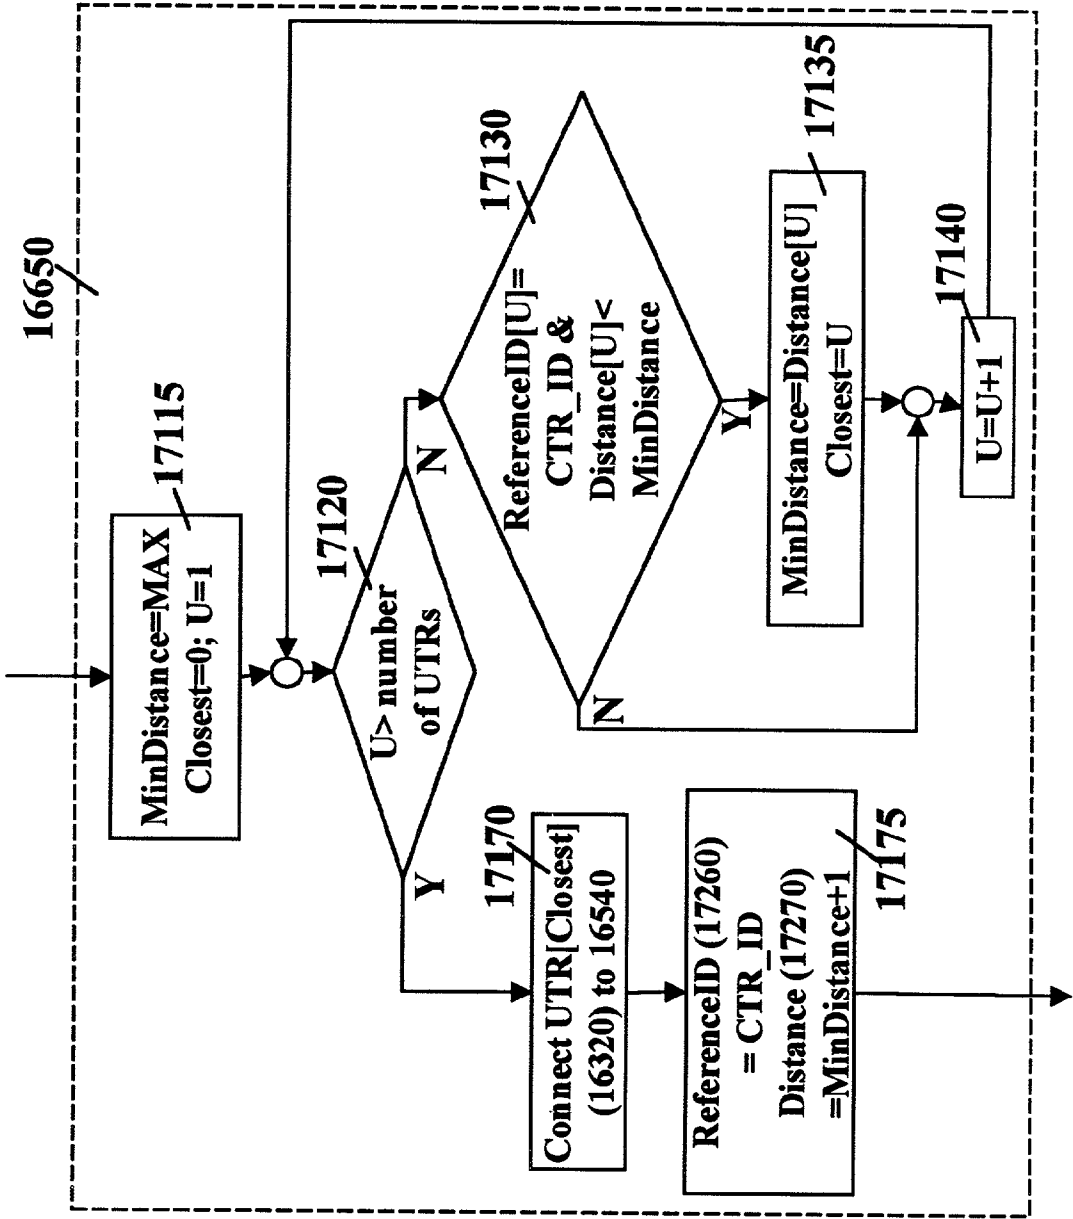 16650
17115
MinDistance=MAX
Closest=0; U=1
17120
U> number
of UTRs
N
Y
17130
ReferenceID[U]=
CTR_ID &
Distance[U]<
MinDistance
N
Y
17135
MinDistance=Distance[U]
Closest=U
17140
U=U+1
17170
Connect UTR[Closest]
(16320) to 16540
ReferenceID (17260)
= CTR_ID
Distance (17270)
=MinDistance+1
17175